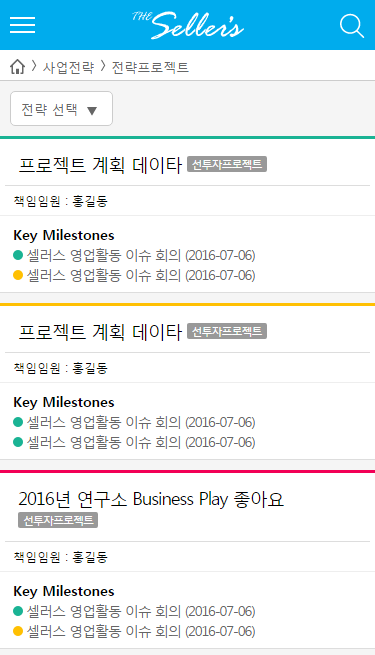 THE Seller's
사업전략 > 전략프로젝트
전략 선택 ▼
프로젝트 계획 데이타 선투자프로젝트
책임임원 : 홍길동
Key Milestones
셀러스 영업활동 이슈 회의 (2016-07-06)
셀러스 영업활동 이슈 회의 (2016-07-06)
프로젝트 계획 데이타 선투자프로젝트
책임임원 : 홍길동
Key Milestones
셀러스 영업활동 이슈 회의 (2016-07-06)
셀러스 영업활동 이슈 회의 (2016-07-06)
2016년 연구소 Business Play 좋아요
선투자프로젝트
책임임원 : 홍길동
Key Milestones
셀러스 영업활동 이슈 회의 (2016-07-06)
셀러스 영업활동 이슈 회의 (2016-07-06)